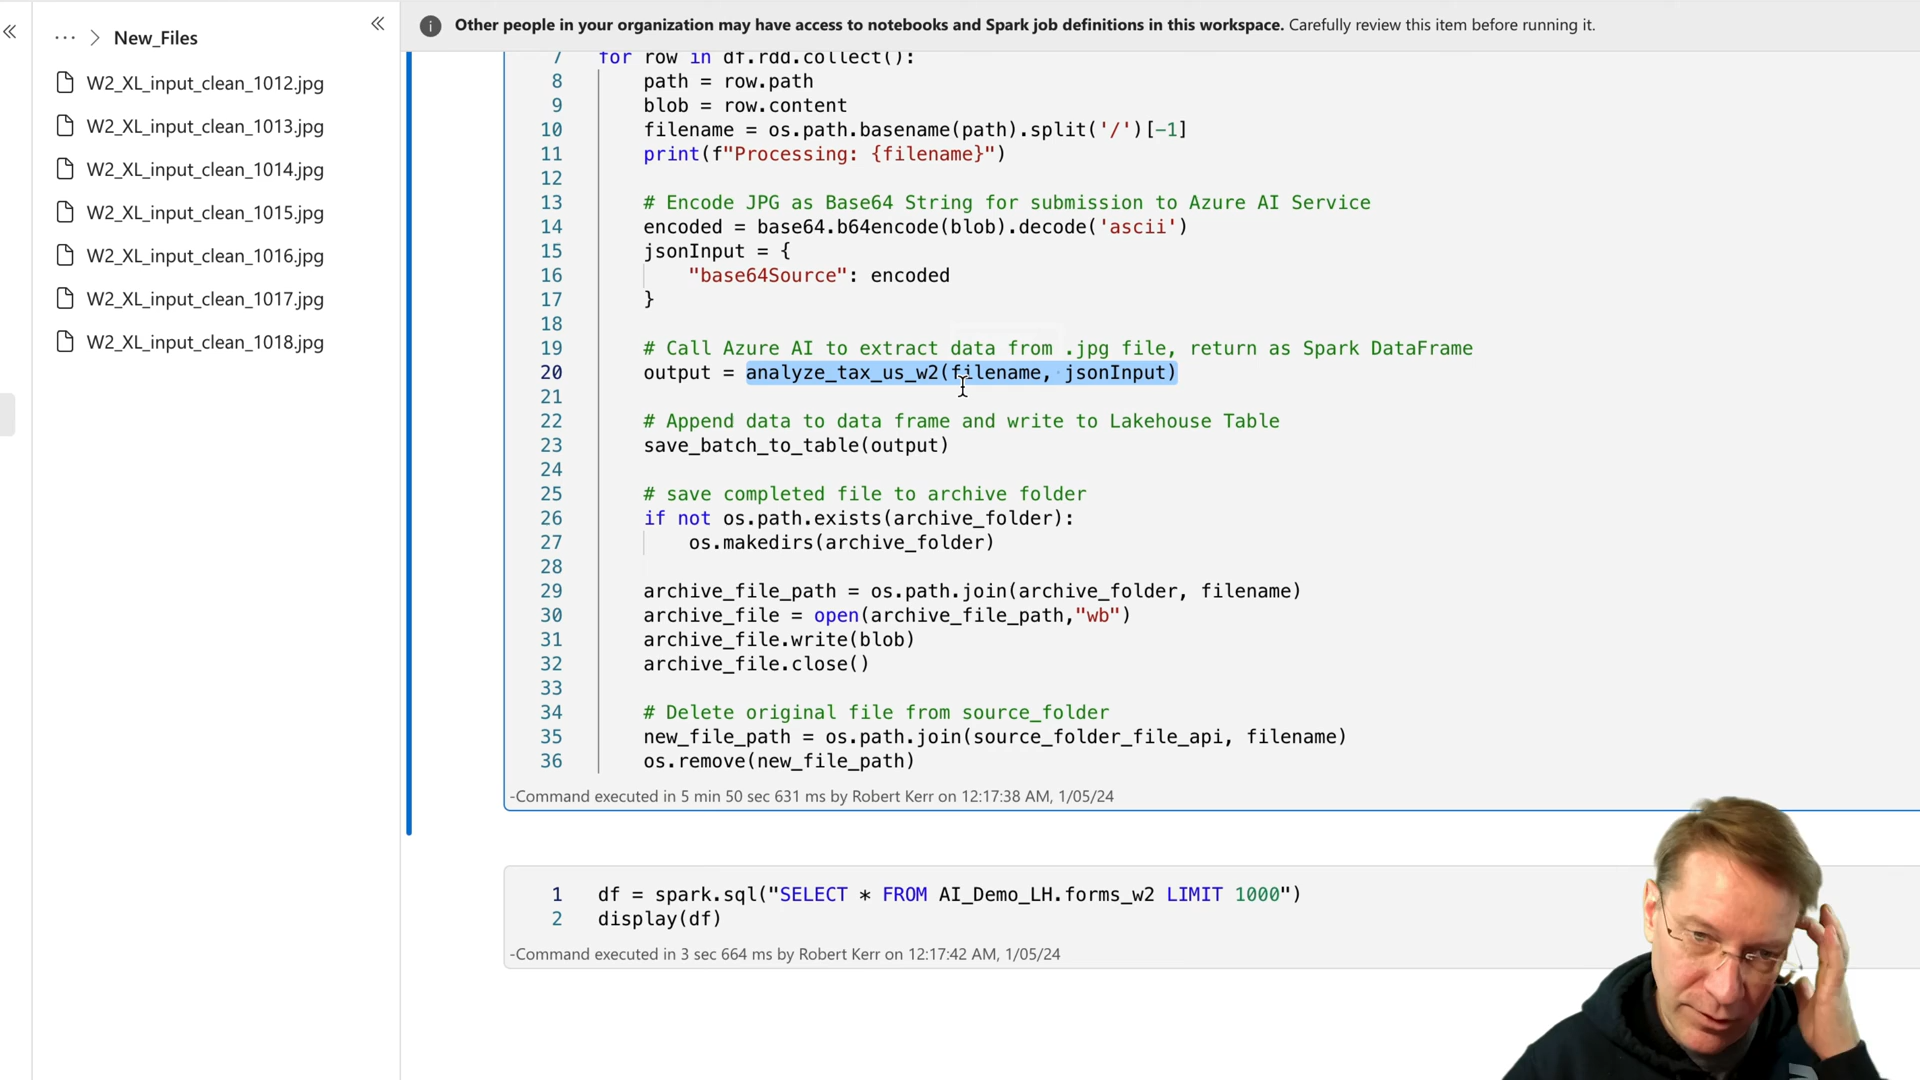 ··· > New_Files
W2_XL_input_clean_1012.jpg
W2_XL_input_clean_1013.jpg
W2_XL_input_clean_1014.jpg
W2_XL_input_clean_1015.jpg
W2_XL_input_clean_1016.jpg
W2_XL_input_clean_1017.jpg
W2_XL_input_clean_1018.jpg
Other people in your organization may have access to notebooks and Spark job definitions in this workspace. Carefully review this item before running it.
7 for row in df.rdd.collect():
8 path = row.path
9 blob = row.content
10 filename = os.path.basename(path).split('/')[-1]
11 print(f"Processing: {filename}")
12
13 # Encode JPG as Base64 String for submission to Azure AI Service
14 encoded = base64.b64encode(blob).decode('ascii')
15 jsonInput = {
16 "base64Source": encoded
17 }
18
19 # Call Azure AI to extract data from .jpg file, return as Spark DataFrame
20 output = analyze_tax_us_w2(filename, jsonInput)
21
22 # Append data to data frame and write to Lakehouse Table
23 save_batch_to_table(output)
24
25 # save completed file to archive folder
26 if not os.path.exists(archive_folder):
27 os.makedirs(archive_folder)
28
29 archive_file_path = os.path.join(archive_folder, filename)
30 archive_file = open(archive_file_path,"wb")
31 archive_file.write(blob)
32 archive_file.close()
33
34 # Delete original file from source_folder
35 new_file_path = os.path.join(source_folder_file_api, filename)
36 os.remove(new_file_path)
-Command executed in 5 min 50 sec 631 ms by Robert Kerr on 12:17:38 AM, 1/05/24
1 df = spark.sql("SELECT * FROM AI_Demo_LH.forms_w2 LIMIT 1000")
2 display(df)
-Command executed in 3 sec 664 ms by Robert Kerr on 12:17:42 AM, 1/05/24